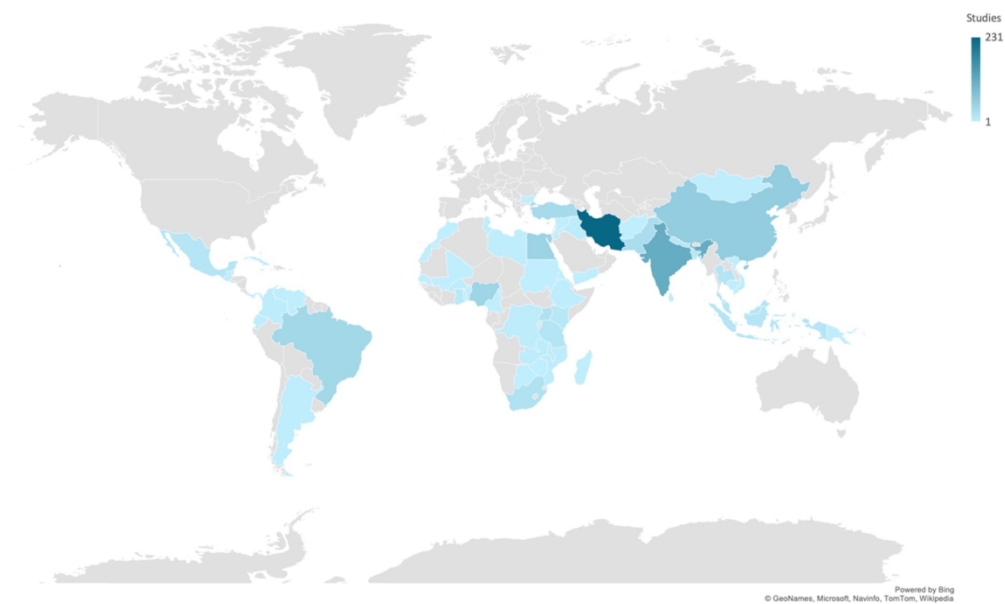 Studies
231
1
Powered by Bing
© GeoNames, Microsoft, Navinfo, TomTom, Wikipedia